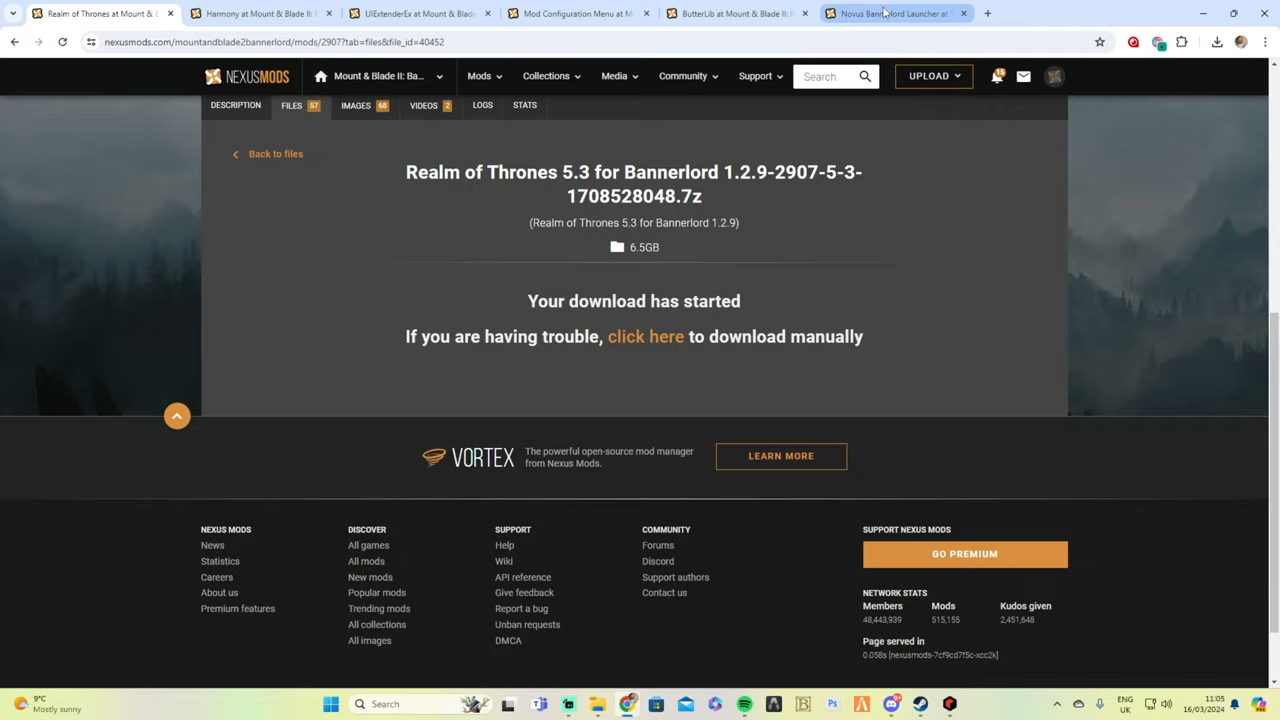 Realm of Thrones at Mount & B
Harmony at Mount & Blade II: B
UIExtenderEx at Mount & Blade
Mod Configuration Menu at Mo
ButterLib at Mount & Blade II: B
Novus Bannerlord Launcher at
nexusmods.com/mountandblade2bannerlord/mods/2907?tab=files&file_id=40452
NEXUSMODS
Mount & Blade II: Ba...
Mods
Collections
Media
Community
Support
Search
UPLOAD
15
DESCRIPTION
FILES 57
IMAGES 68
VIDEOS 2
LOGS
STATS
Back to files
Realm of Thrones 5.3 for Bannerlord 1.2.9-2907-5-3-
1708528048.7z
(Realm of Thrones 5.3 for Bannerlord 1.2.9)
6.5GB
Your download has started
If you are having trouble, click here to download manually
VORTEX
The powerful open-source mod manager
from Nexus Mods.
LEARN MORE
NEXUS MODS
News
Statistics
Careers
About us
Premium features
DISCOVER
All games
All mods
New mods
Popular mods
Trending mods
All collections
All images
SUPPORT
Help
Wiki
API reference
Give feedback
Report a bug
Unban requests
DMCA
COMMUNITY
Forums
Discord
Support authors
Contact us
SUPPORT NEXUS MODS
GO PREMIUM
NETWORK STATS
Members
48,443,939
Mods
515,155
Kudos given
2,451,648
Page served in
0.058s [nexusmods-7cf9cd7f5c-xcc2k]
9°C
Mostly sunny
Search
ENG
UK
11:05
16/03/2024